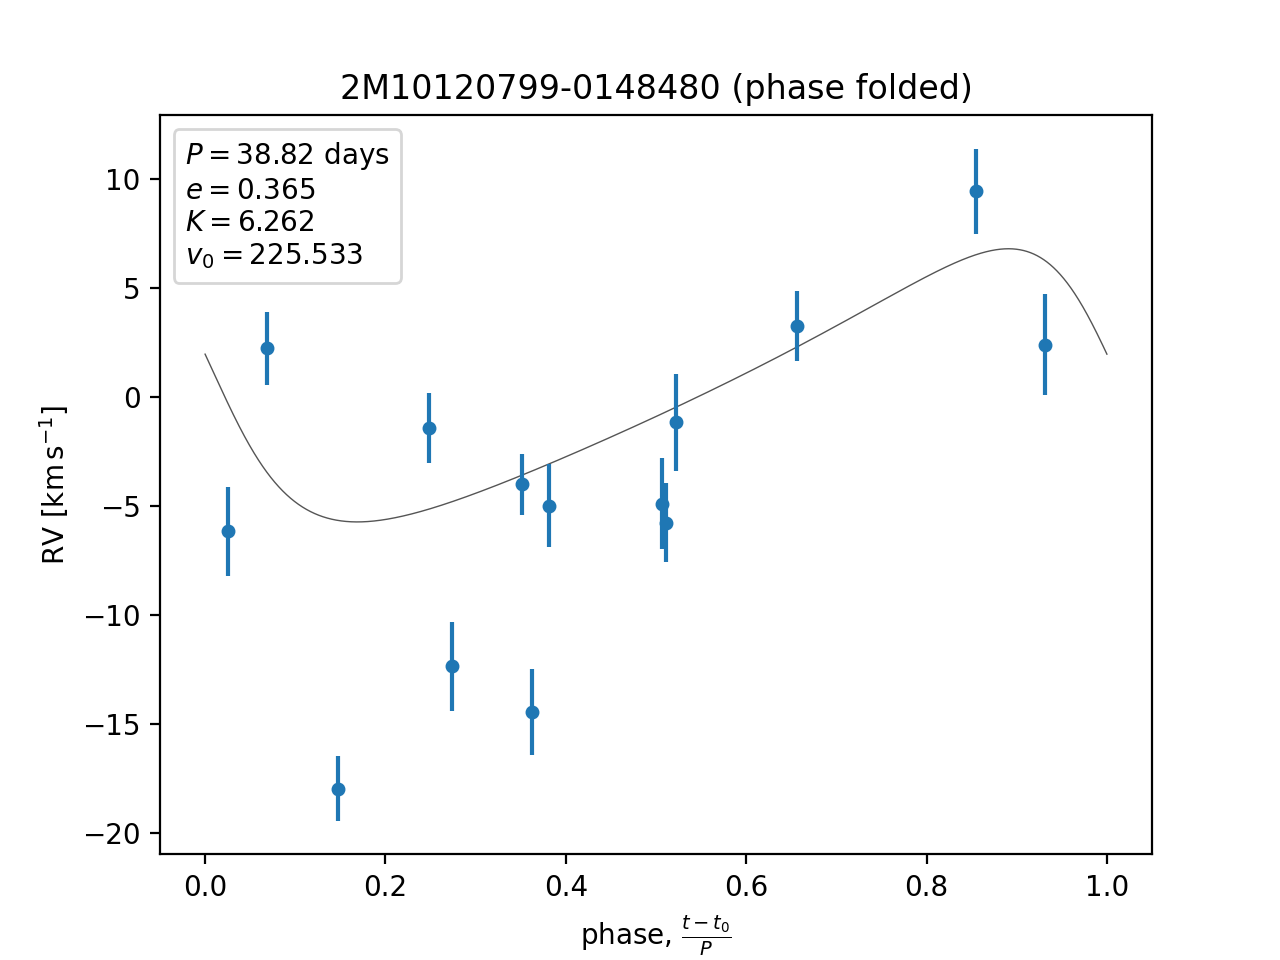 2M10120799-0148480 (phase folded)
P = 38.82 days
e = 0.365
K = 6.262
v₀ = 225.533
10
5
0
−5
−10
−15
−20
RV [km s⁻¹]
0.0 0.2 0.4 0.6 0.8 1.0
phase, (t − t₀)/P